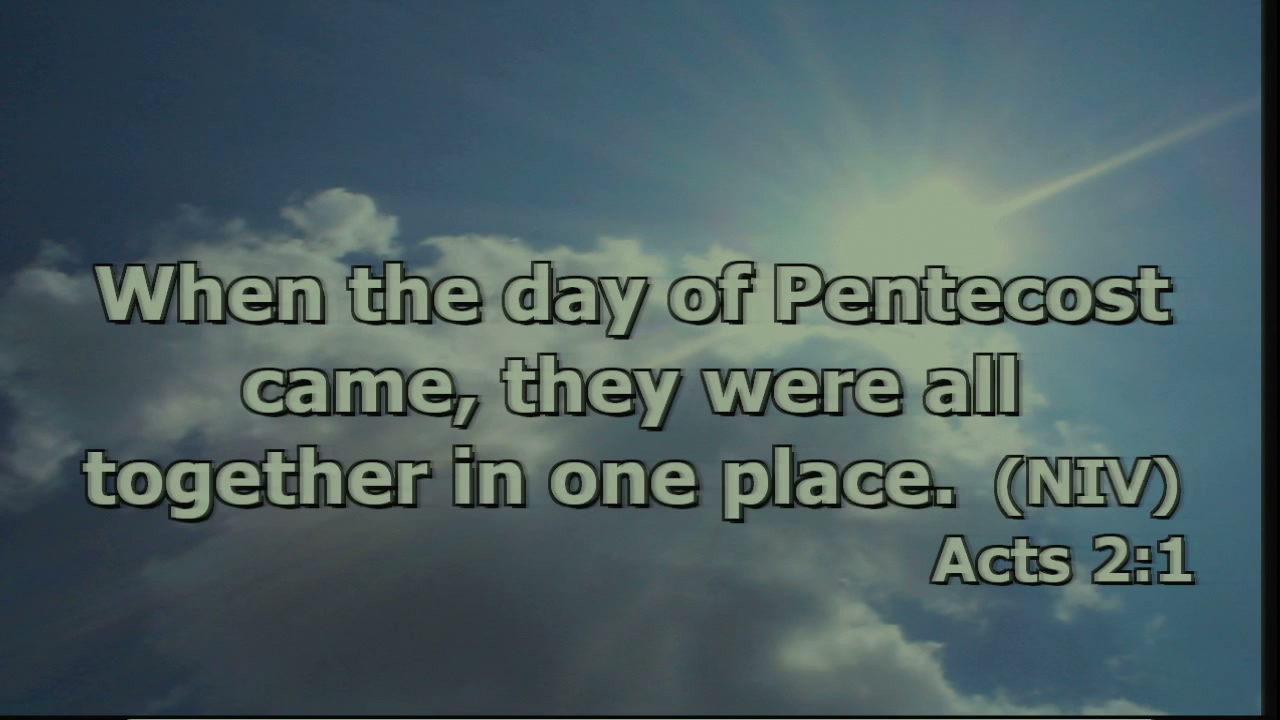 When the day of Pentecost
came, they were all
together in one place. (NIV)
Acts 2:1